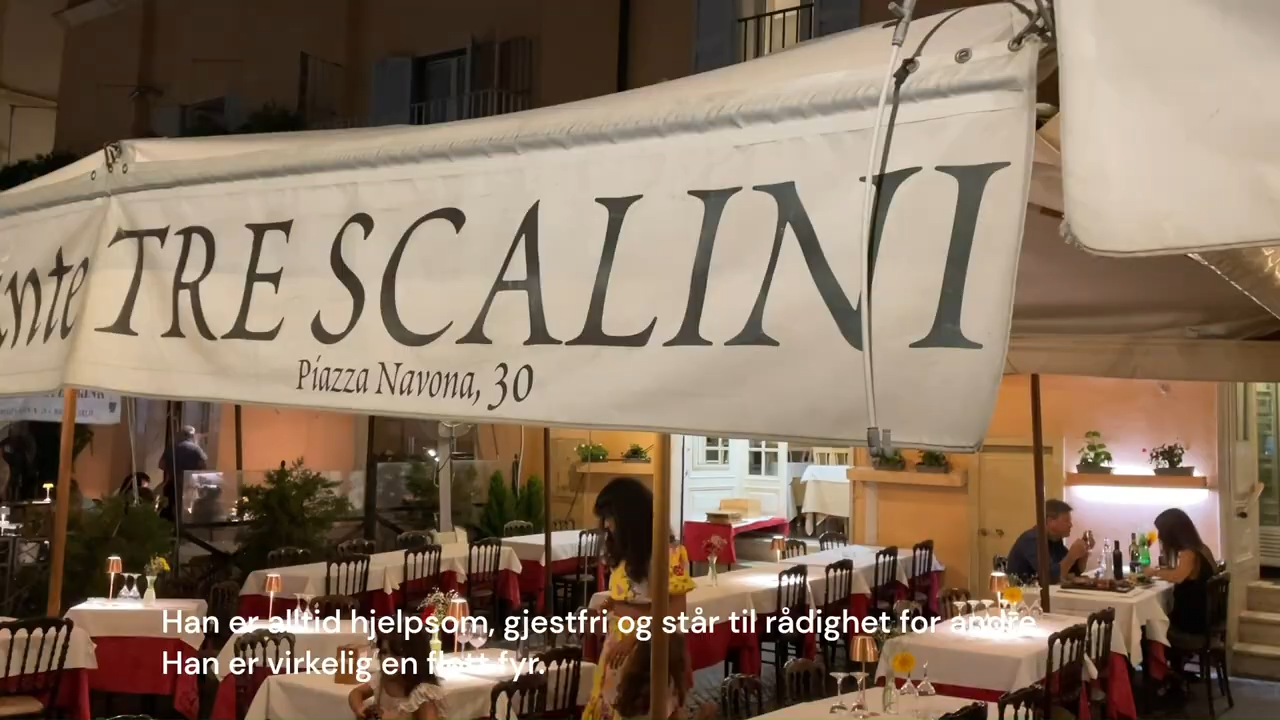 TRE SCALINI
Piazza Navona, 30
Han er alltid hjelpsom, gjestfri og står til rådighet for andre.
Han er virkelig en flott fyr.